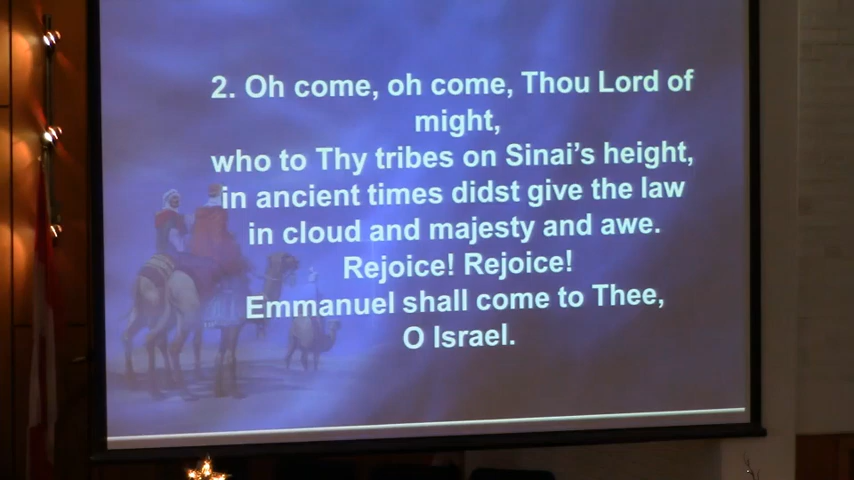 2. Oh come, oh come, Thou Lord of
might,
who to Thy tribes on Sinai's height,
in ancient times didst give the law
in cloud and majesty and awe.
Rejoice! Rejoice!
Emmanuel shall come to Thee,
O Israel.